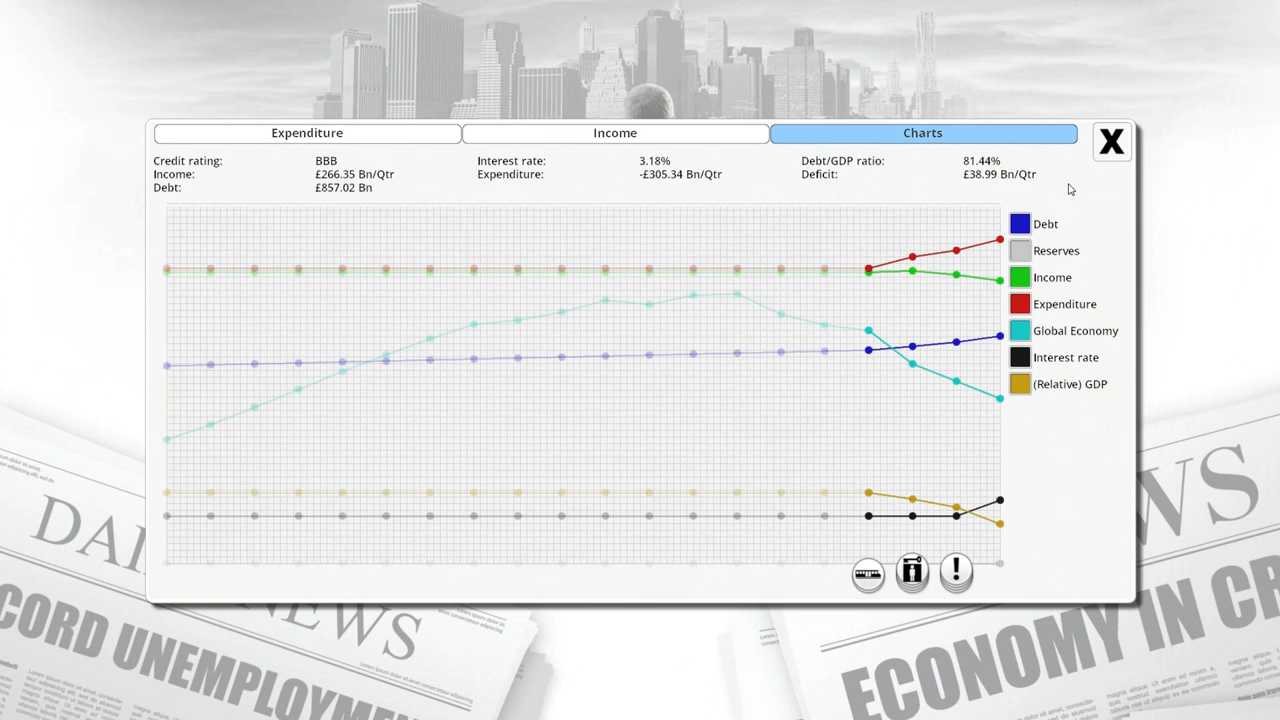 Expenditure Income Charts
X
Credit rating: BBB Interest rate: 3.18% Debt/GDP ratio: 81.44%
Income: £266.35 Bn/Qtr Expenditure: -£305.34 Bn/Qtr Deficit: £38.99 Bn/Qtr
Debt: £857.02 Bn
Debt
Reserves
Income
Expenditure
Global Economy
Interest rate
(Relative) GDP
!
DAI
NEWS
CORD UNEMPLOYME
WS
ECONOMY IN CR